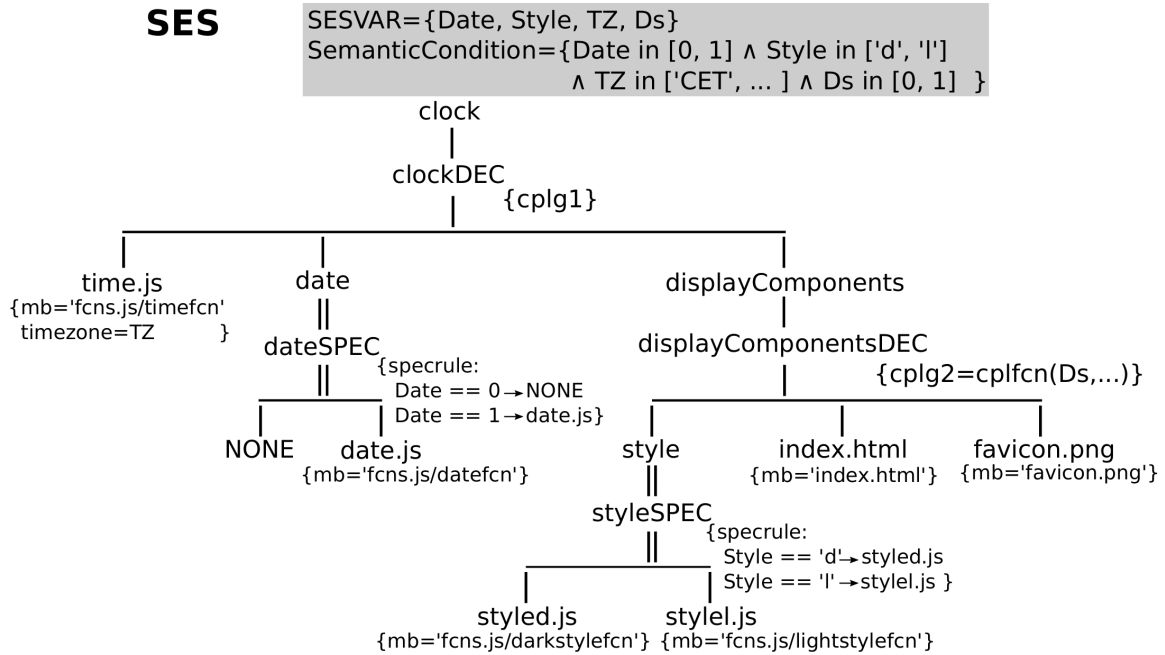 SES
SESVAR={Date, Style, TZ, Ds}
SemanticCondition={Date in [0, 1] ∧ Style in ['d', 'l']
∧ TZ in ['CET', ... ] ∧ Ds in [0, 1] }
clock
clockDEC
{cplg1}
time.js
{mb='fcns.js/timefcn'
timezone=TZ }
date
dateSPEC
{specrule:
Date == 0→NONE
Date == 1→date.js}
NONE
date.js
{mb='fcns.js/datefcn'}
displayComponents
displayComponentsDEC
{cplg2=cplfcn(Ds,...)}
style
index.html
{mb='index.html'}
favicon.png
{mb='favicon.png'}
styleSPEC
{specrule:
Style == 'd'→styled.js
Style == 'l'→stylel.js }
styled.js
{mb='fcns.js/darkstylefcn'}
stylel.js
{mb='fcns.js/lightstylefcn'}